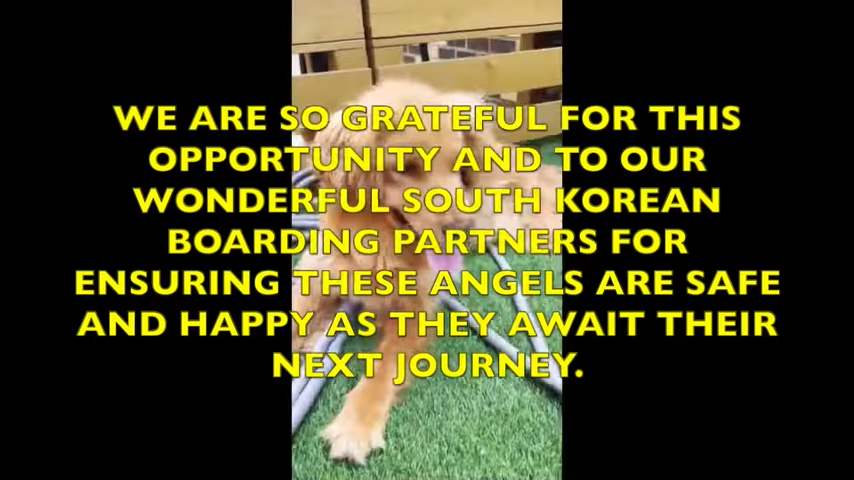 WE ARE SO GRATEFUL FOR THIS
OPPORTUNITY AND TO OUR
WONDERFUL SOUTH KOREAN
BOARDING PARTNERS FOR
ENSURING THESE ANGELS ARE SAFE
AND HAPPY AS THEY AWAIT THEIR
NEXT JOURNEY.